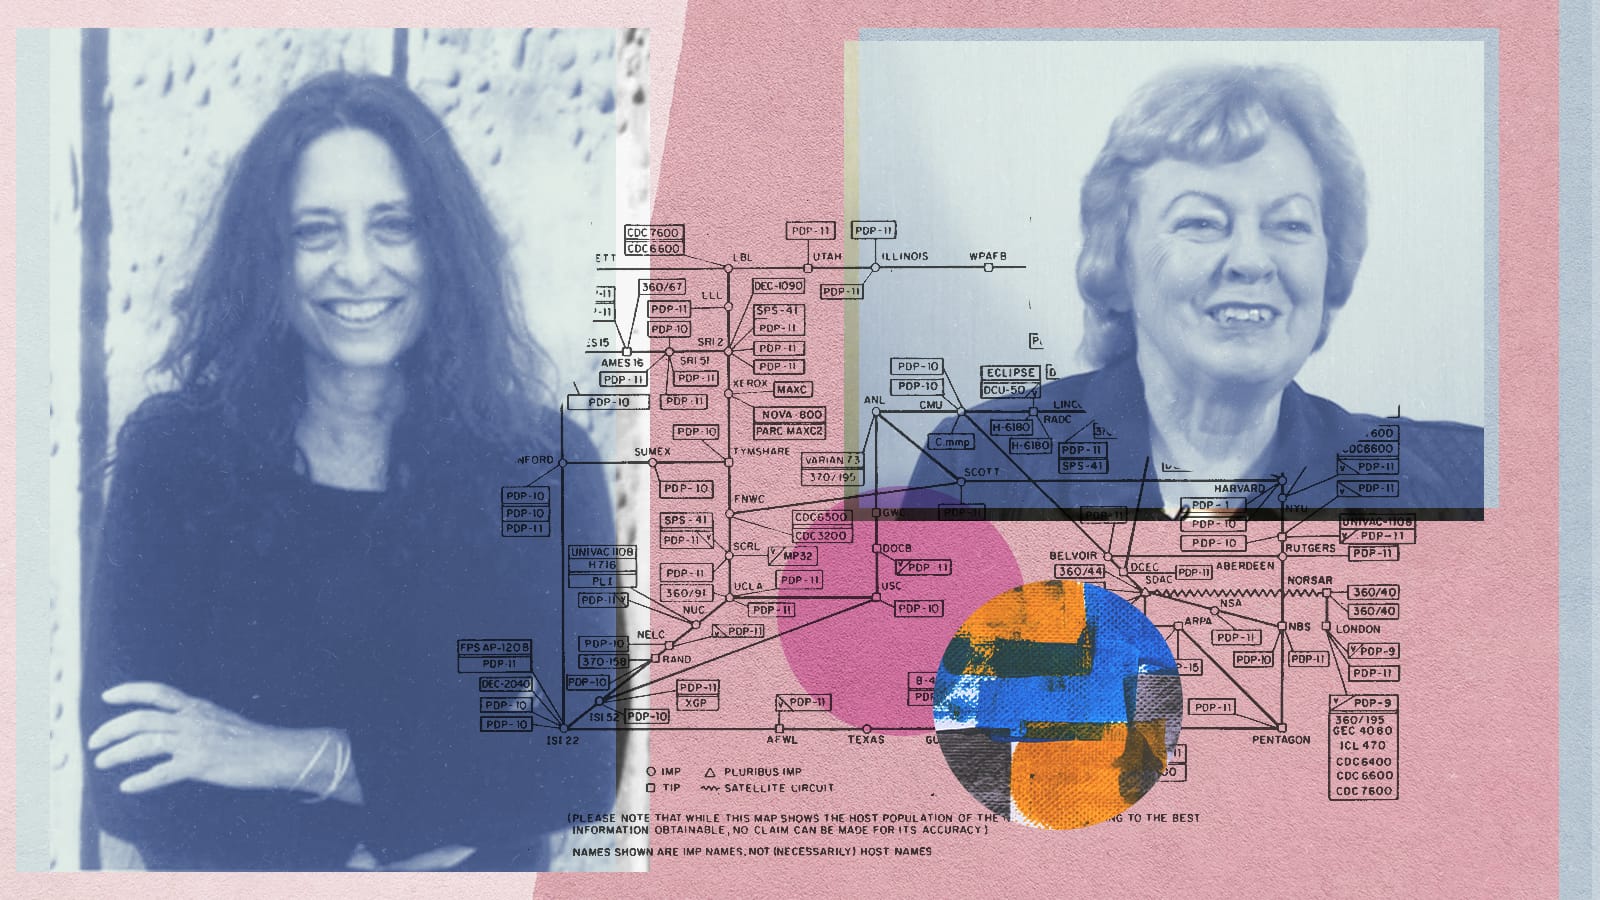 CDC7600
CDC6600
PDP-11
PDP-11
ETT
LBL
UTAH
ILLINOIS
WPAFB
360/67
LLL
DEC-1090
PDP-11
-11
PDP-11
SPS-41
-11
PDP-10
PDP-11
SRI 2
PDP-11
AMES 16
SRI 51
PDP-11
PDP-11
PDP-11
XEROX
MAXC
PDP-10
PDP-11
NOVA-800
PARC MAXC2
PDP-10
ECLIPSE
PDP-10
DCU-50
ANL
CMU
RADC
H-6180
C.mmp
H-6180
PDP-11
SPS-41
PDP-10
SUMEX
TYMSHARE
VARIAN 73
370/195
SCOTT
600
CDC6600
PDP-11
NFORD
PDP-10
PDP-10
PDP-10
PDP-11
FNWC
CDC6500
CDC3200
GWC
PDP-11
PDP-11
HARVARD
PDP-1
PDP-10
PDP-10
NYU
PDP-11
UNIVAC-1108
PDP-11
SPS-41
PDP-11
SCRL
MP32
DOCB
PDP-11
BELVOIR
RUTGERS
PDP-11
UNIVAC 1108
H716
PL1
PDP-11
PDP-11
360/91
UCLA
PDP-11
PDP-11
USC
PDP-10
360/44
DCEC
SDAC
PDP-11
ABERDEEN
NORSAR
360/40
360/40
NUC
PDP-11
NELC
PDP-10
370-158
RAND
NSA
PDP-11
ARPA
NBS
LONDON
PDP-9
PDP-10
PDP-11
PDP-11
FPS AP-120B
PDP-11
DEC-2040
PDP-10
PDP-10
PDP-10
PDP-11
XGP
ISI 52
PDP-10
PDP-11
P-15
PDP-11
PDP-9
360/195
GEC 4080
ICL 470
CDC6400
CDC6600
CDC7600
ISI 22
AFWL
TEXAS
GU
PENTAGON
IMP
PLURIBUS IMP
TIP
SATELLITE CIRCUIT
(PLEASE NOTE THAT WHILE THIS MAP SHOWS THE HOST POPULATION OF THE NG TO THE BEST
INFORMATION OBTAINABLE, NO CLAIM CAN BE MADE FOR ITS ACCURACY)
NAMES SHOWN ARE IMP NAMES, NOT (NECESSARILY) HOST NAMES